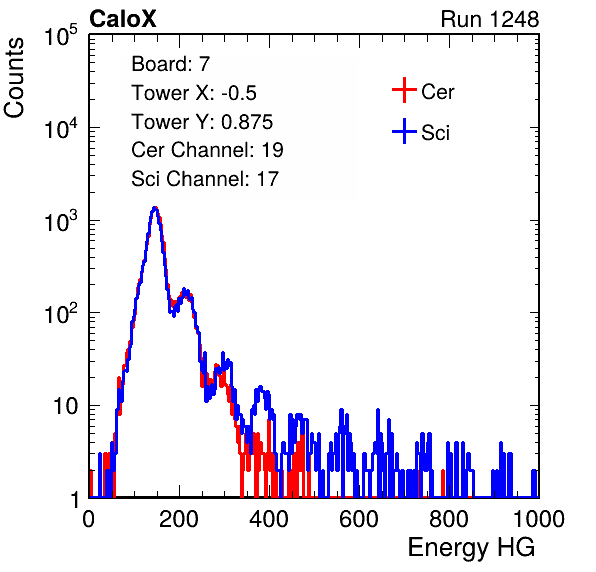 CaloX Run 1248
Board: 7
Tower X: -0.5
Tower Y: 0.875
Cer Channel: 19
Sci Channel: 17
Cer
Sci
Counts
10^5
10^4
10^3
10^2
10
1
0 200 400 600 800 1000
Energy HG